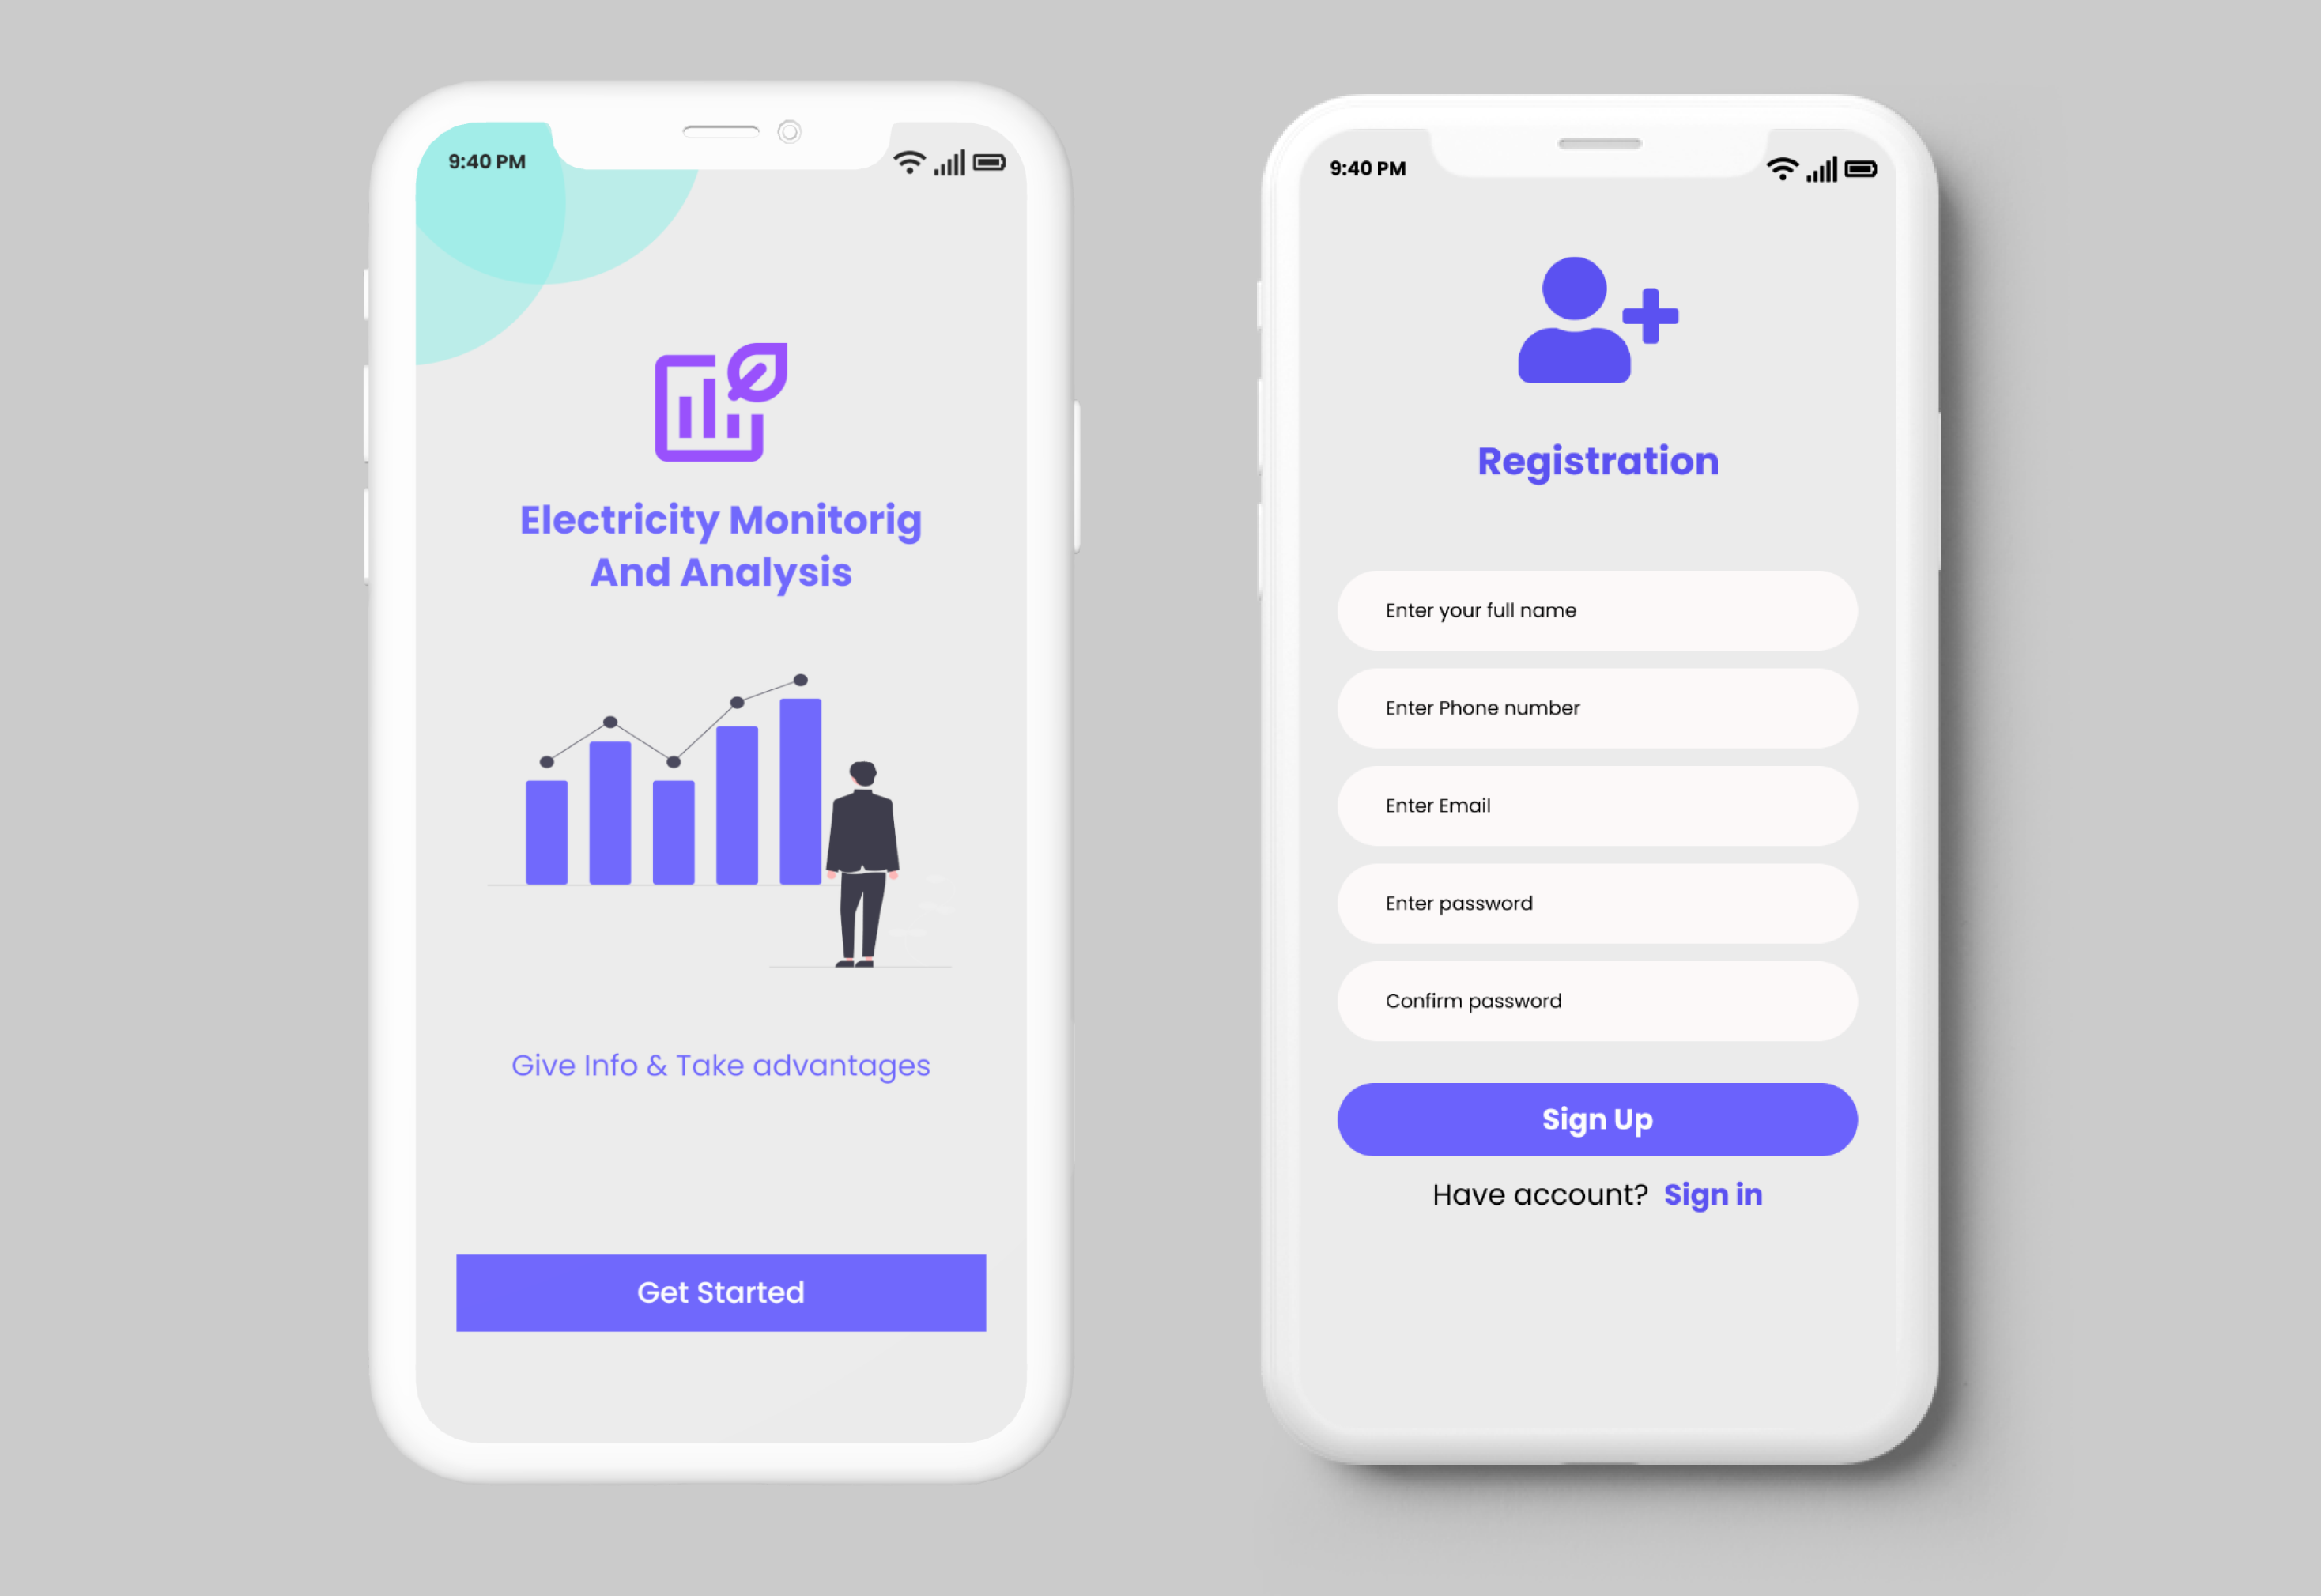 9:40 PM
Electricity Monitorig
And Analysis
Give Info & Take advantages
Get Started
9:40 PM
Registration
Enter your full name
Enter Phone number
Enter Email
Enter password
Confirm password
Sign Up
Have account? Sign in